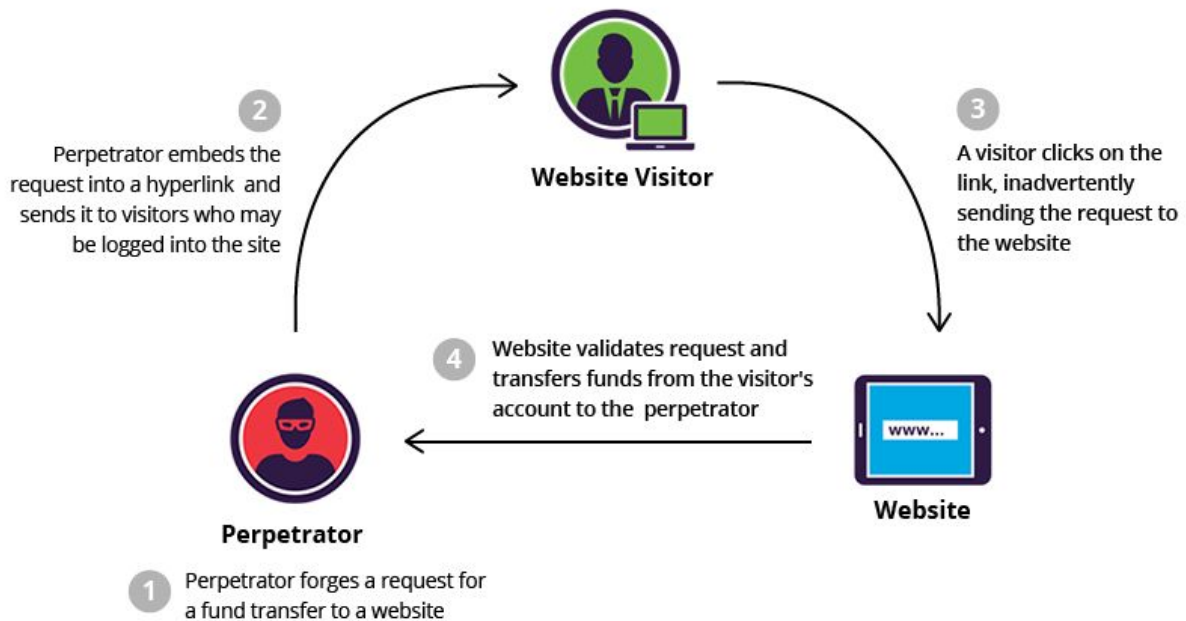 2
Perpetrator embeds the
request into a hyperlink and
sends it to visitors who may
be logged into the site
Website Visitor
3
A visitor clicks on the
link, inadvertently
sending the request to
the website
4
Website validates request and
transfers funds from the visitor's
account to the perpetrator
www...
Website
Perpetrator
1
Perpetrator forges a request for
a fund transfer to a website